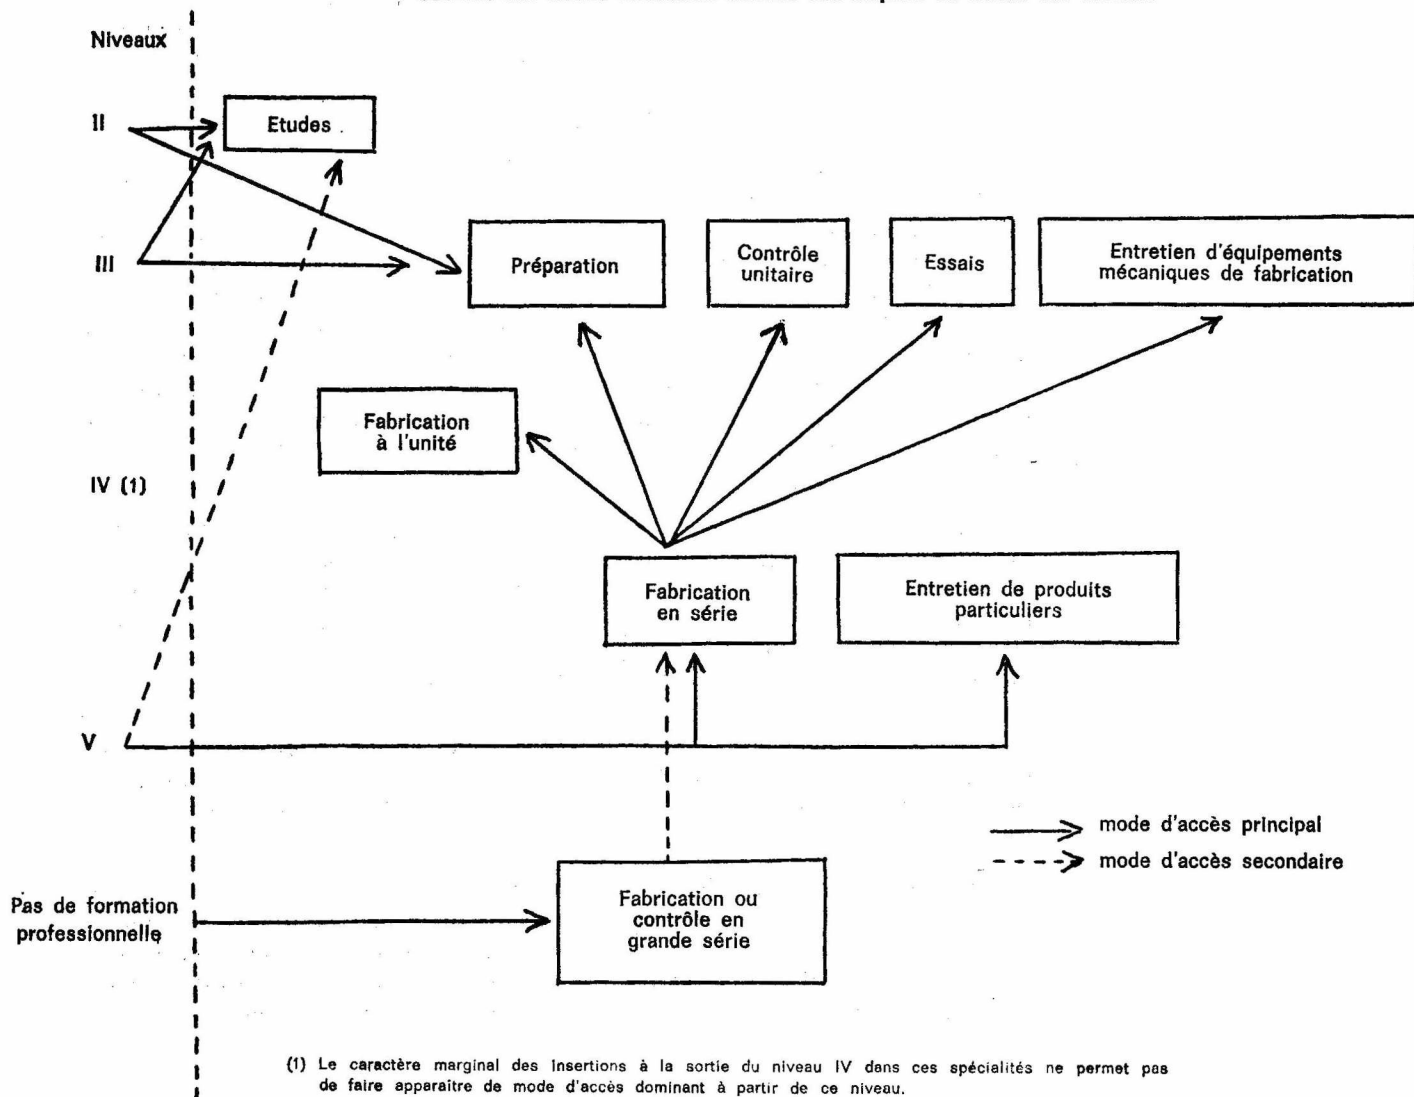 Niveaux
II
Etudes
III
Préparation
Contrôle
unitaire
Essais
Entretien d'équipements
mécaniques de fabrication
Fabrication
à l'unité
IV (1)
Fabrication
en série
Entretien de produits
particuliers
V
mode d'accès principal
mode d'accès secondaire
Pas de formation
professionnelle
Fabrication ou
contrôle en
grande série
(1) Le caractère marginal des insertions à la sortie du niveau IV dans ces spécialités ne permet pas
de faire apparaître de mode d'accès dominant à partir de ce niveau.